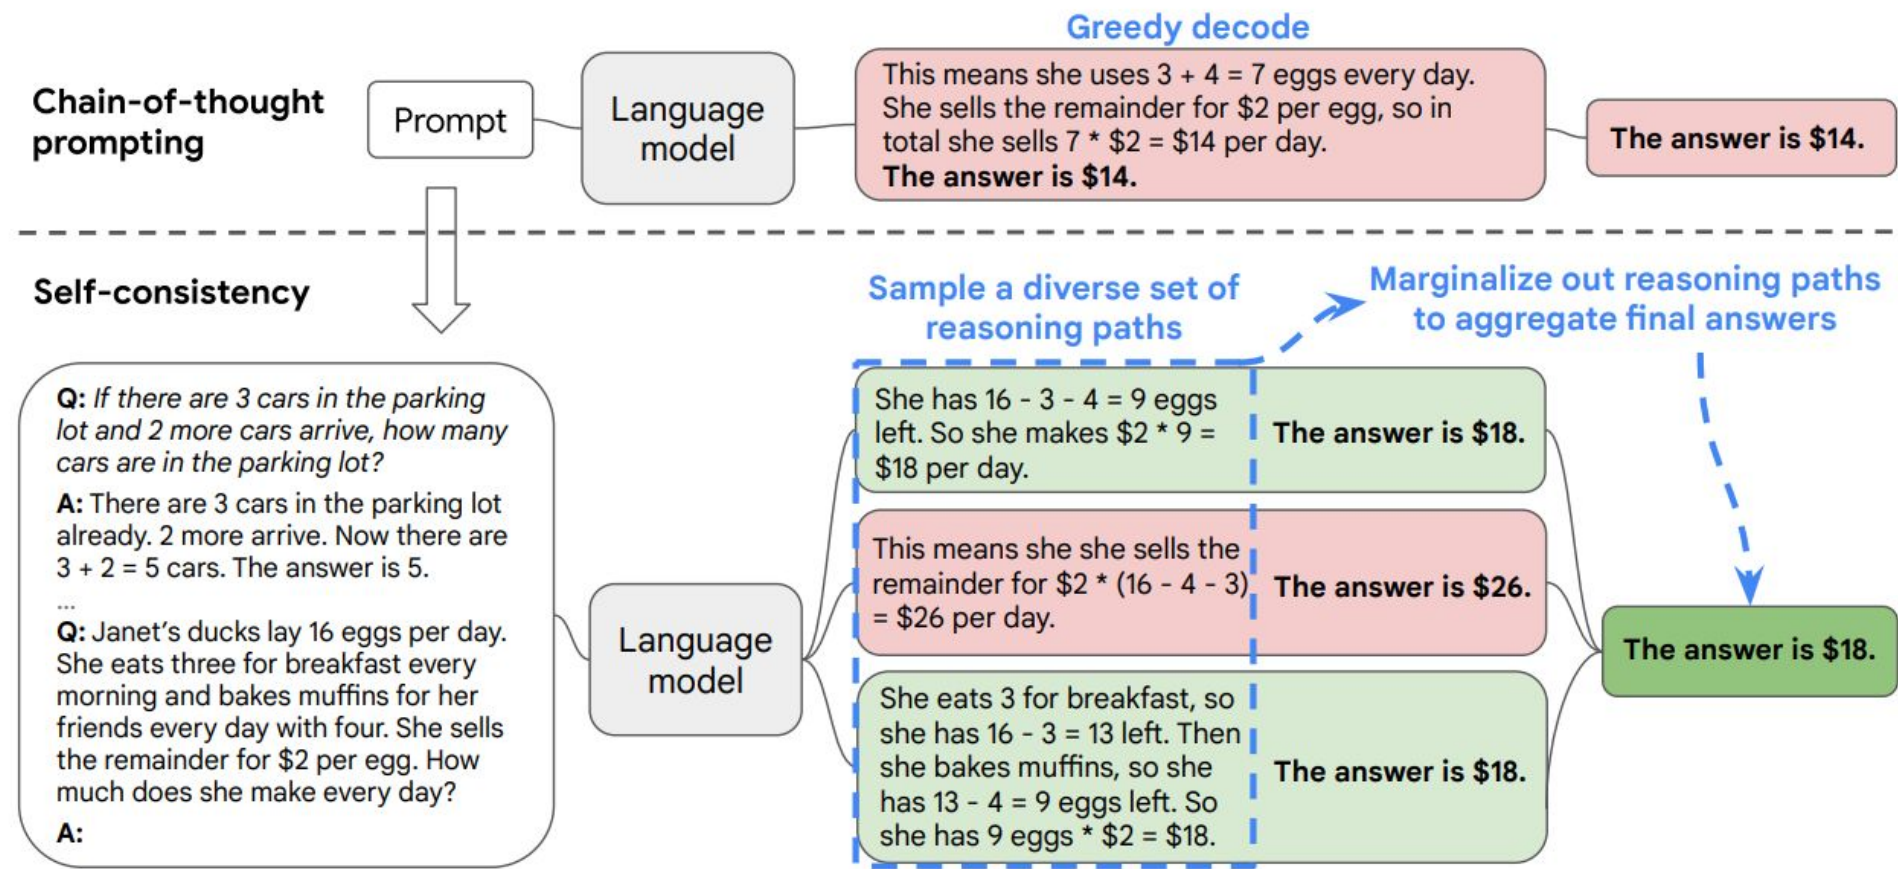 Greedy decode
Chain-of-thought
prompting
Prompt
Language
model
This means she uses 3 + 4 = 7 eggs every day.
She sells the remainder for $2 per egg, so in
total she sells 7 * $2 = $14 per day.
The answer is $14.
The answer is $14.
Self-consistency
Sample a diverse set of
reasoning paths
Marginalize out reasoning paths
to aggregate final answers
Q: If there are 3 cars in the parking
lot and 2 more cars arrive, how many
cars are in the parking lot?
A: There are 3 cars in the parking lot
already. 2 more arrive. Now there are
3 + 2 = 5 cars. The answer is 5.
...
Q: Janet's ducks lay 16 eggs per day.
She eats three for breakfast every
morning and bakes muffins for her
friends every day with four. She sells
the remainder for $2 per egg. How
much does she make every day?
A:
Language
model
She has 16 - 3 - 4 = 9 eggs
left. So she makes $2 * 9 =
$18 per day.
The answer is $18.
This means she she sells the
remainder for $2 * (16 - 4 - 3)
= $26 per day.
The answer is $26.
She eats 3 for breakfast, so
she has 16 - 3 = 13 left. Then
she bakes muffins, so she
has 13 - 4 = 9 eggs left. So
she has 9 eggs * $2 = $18.
The answer is $18.
The answer is $18.